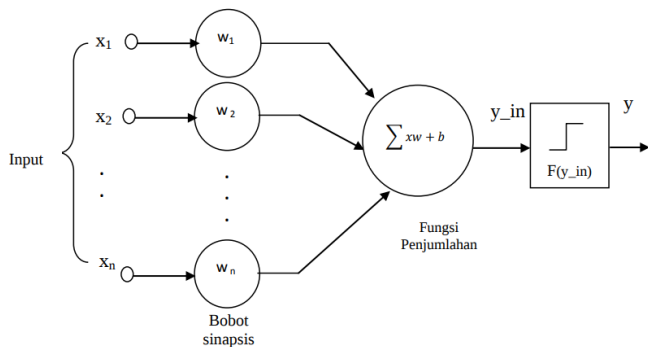 x1
w1
x2
w2
Input
∑ xw + b
y_in
y
F(y_in)
Fungsi
Penjumlahan
xn
wn
Bobot
sinapsis